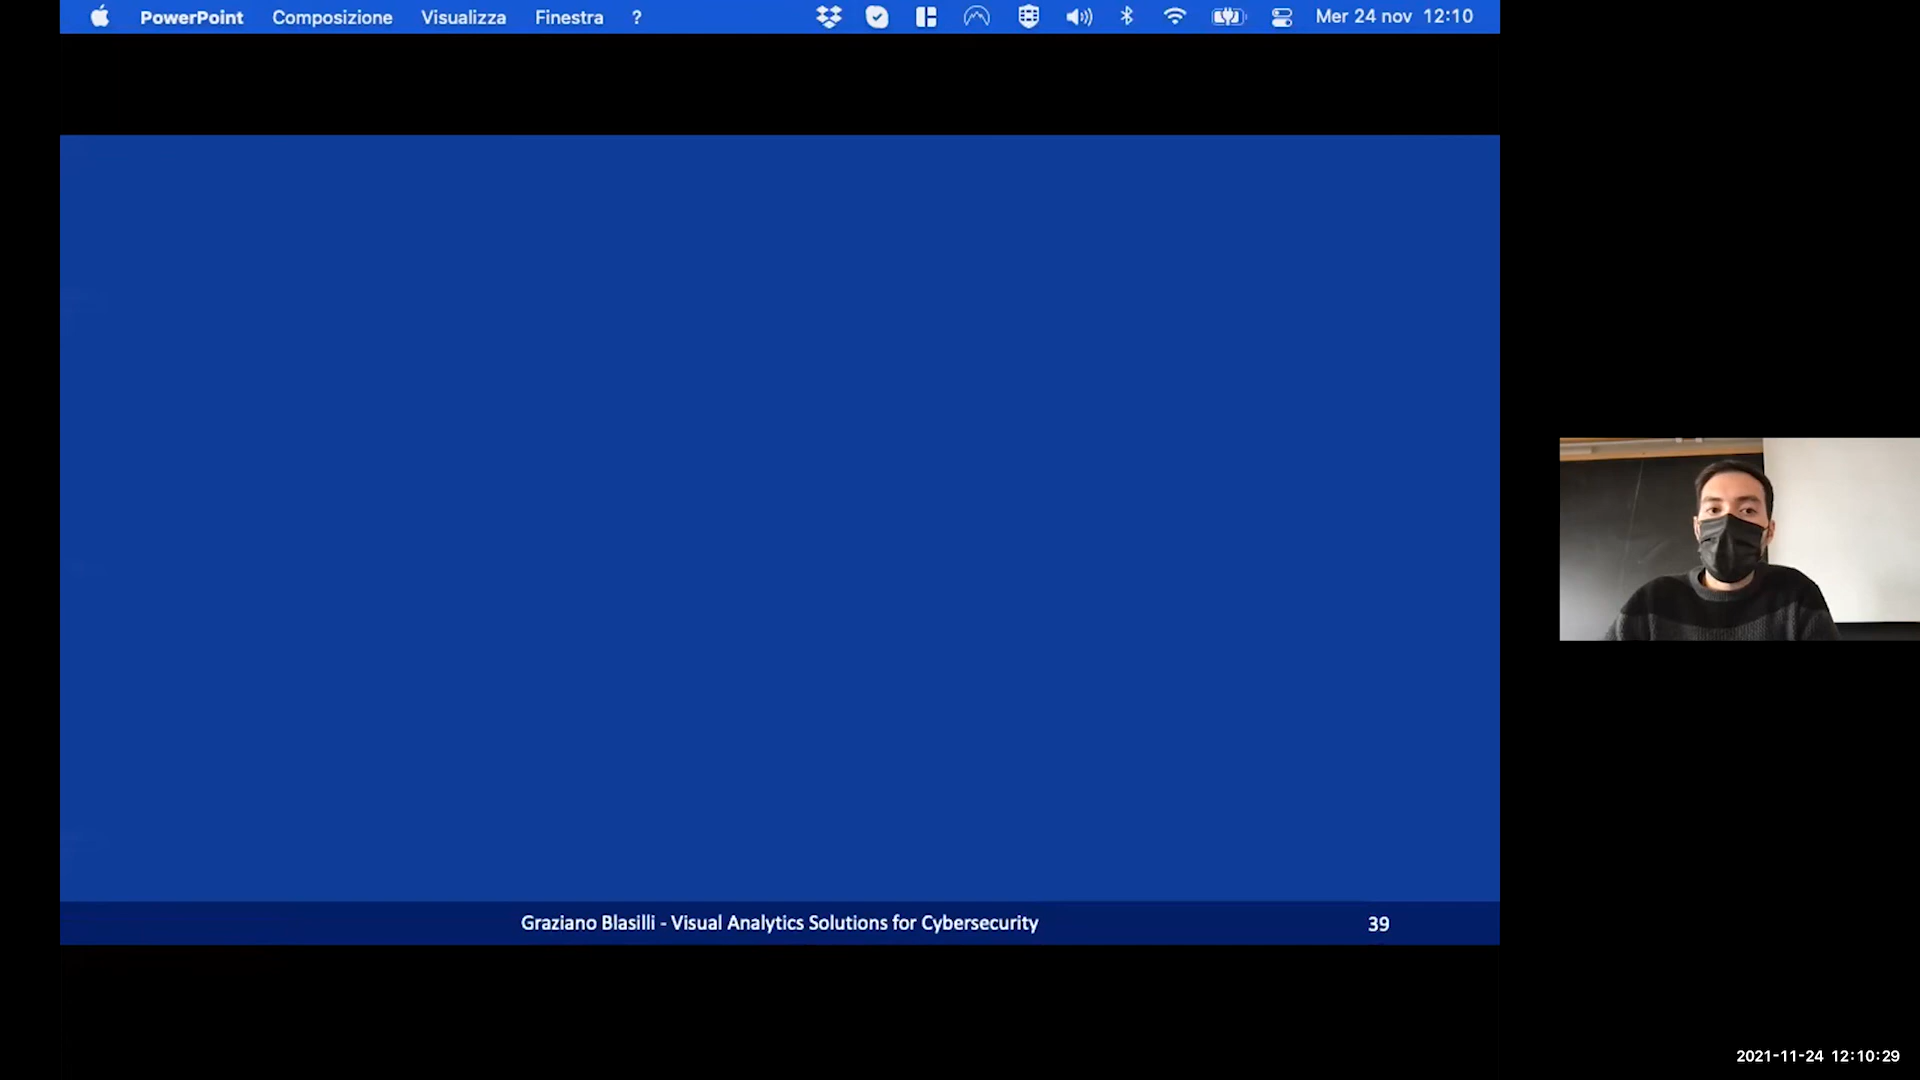 PowerPoint Composizione Visualizza Finestra ? Mer 24 nov 12:10
Graziano Blasilli - Visual Analytics Solutions for Cybersecurity 39
2021-11-24 12:10:29